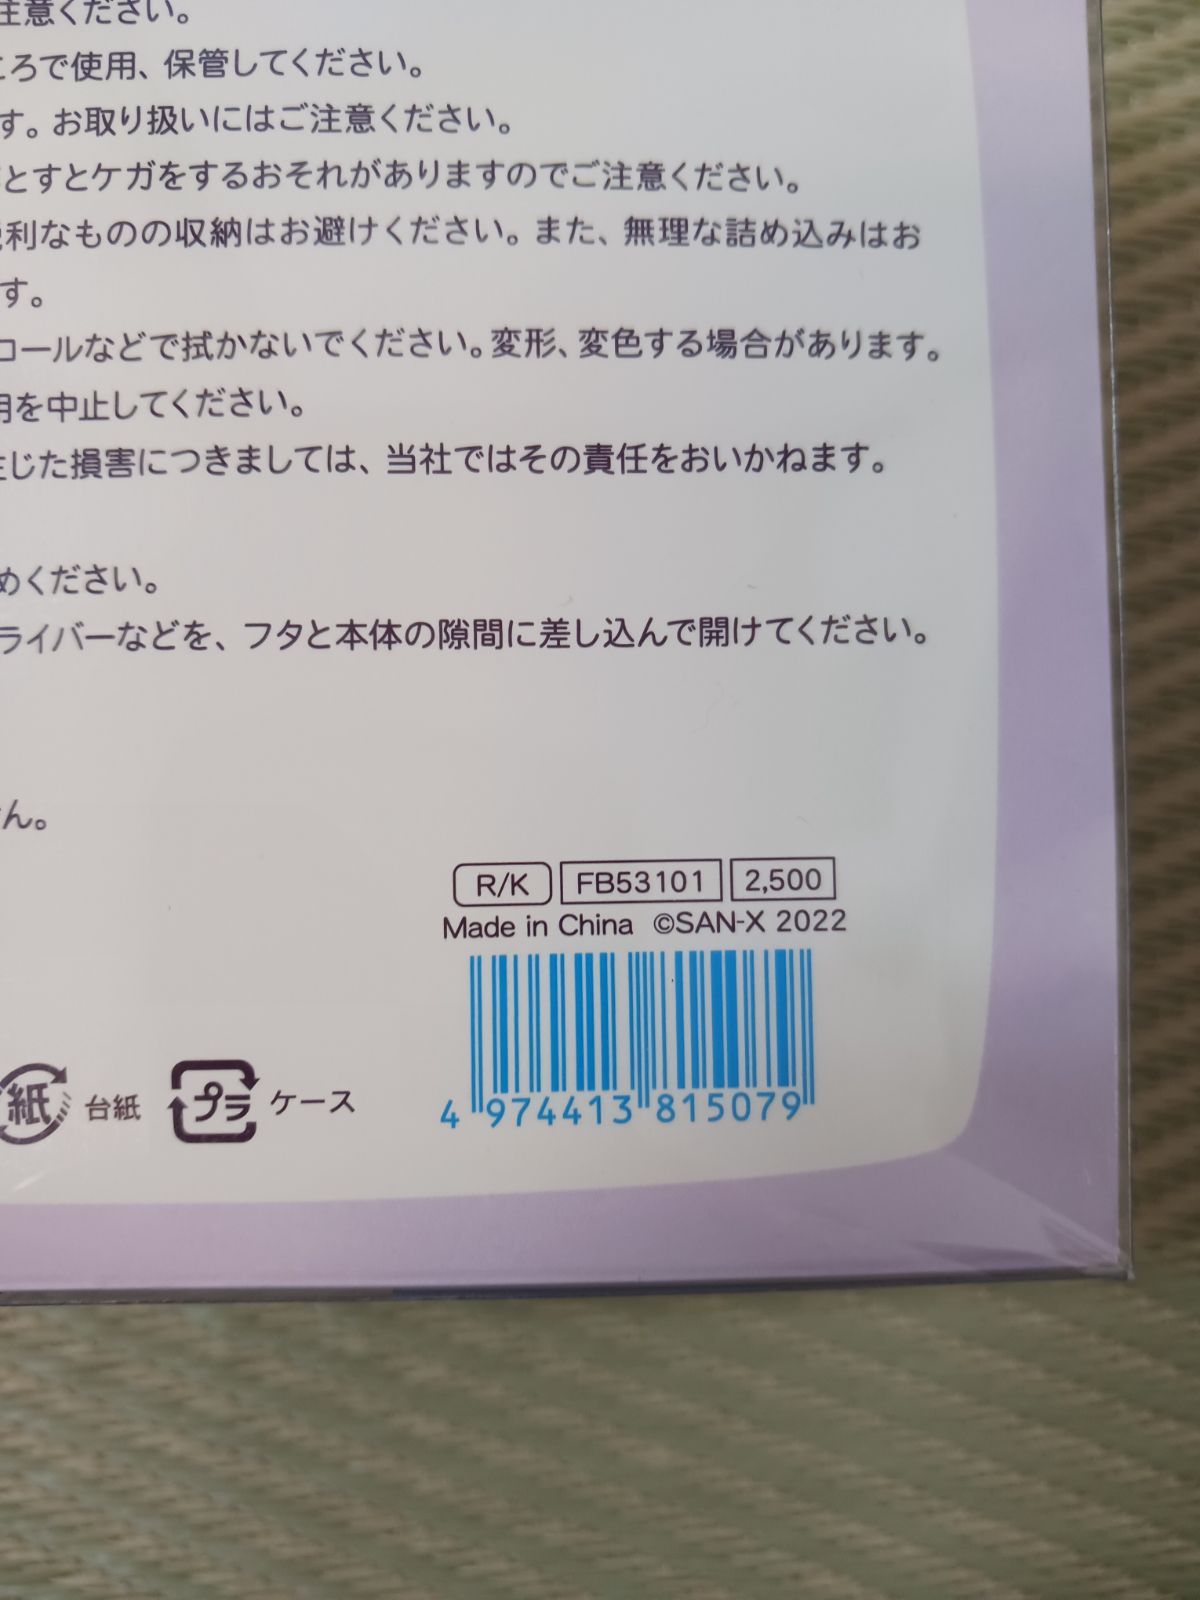 注意ください。
ころで使用、保管してください。
す。お取り扱いにはご注意ください。
とすとケガをするおそれがありますのでご注意ください。
利なものの収納はお避けください。また、無理な詰め込みはお
す。
コールなどで拭かないでください。変形、変色する場合があります。
用を中止してください。
生じた損害につきましては、当社ではその責任をおいかねます。
めください。
ライバーなどを、フタと本体の隙間に差し込んで開けてください。
ん。
R/K FB53101 2,500
Made in China ©SAN-X 2022
4 974413 815079
紙 台紙 プラ ケース